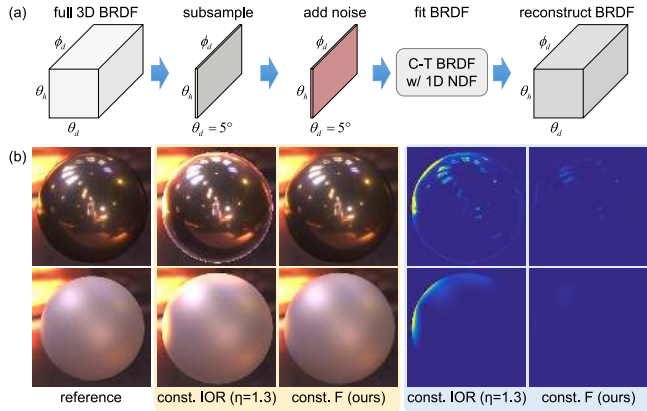 (a) full 3D BRDF subsample add noise fit BRDF reconstruct BRDF
ϕd ϕd ϕd ϕd
θh θh θh C-T BRDF θh
w/ 1D NDF
θd θd = 5° θd = 5° θd
(b)
reference const. IOR (η=1.3) const. F (ours) const. IOR (η=1.3) const. F (ours)